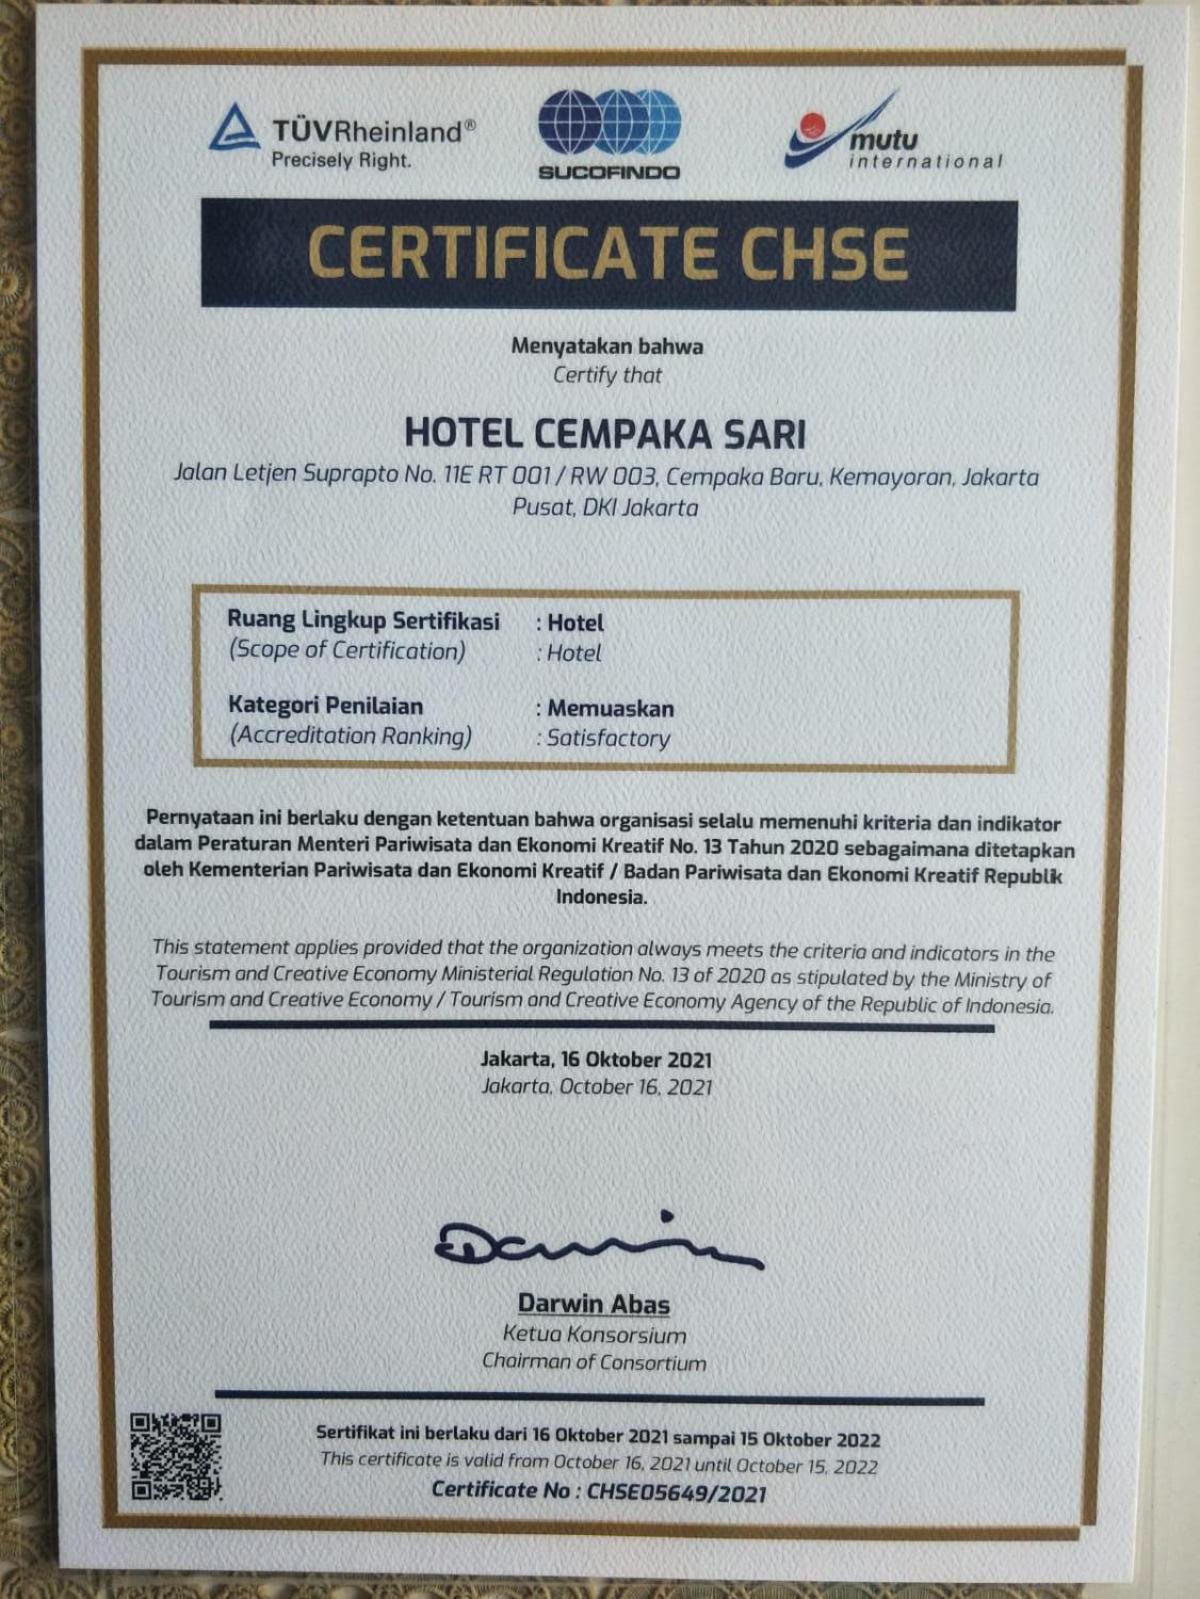 TÜVRheinland®
Precisely Right.
SUCOFINDO
mutu
international
CERTIFICATE CHSE
Menyatakan bahwa
Certify that
HOTEL CEMPAKA SARI
Jalan Letjen Suprapto No. 11E RT 001 / RW 003, Cempaka Baru, Kemayoran, Jakarta
Pusat, DKI Jakarta
Ruang Lingkup Sertifikasi : Hotel
(Scope of Certification) : Hotel
Kategori Penilaian : Memuaskan
(Accreditation Ranking) : Satisfactory
Pernyataan ini berlaku dengan ketentuan bahwa organisasi selalu memenuhi kriteria dan indikator
dalam Peraturan Menteri Pariwisata dan Ekonomi Kreatif No. 13 Tahun 2020 sebagaimana ditetapkan
oleh Kementerian Pariwisata dan Ekonomi Kreatif / Badan Pariwisata dan Ekonomi Kreatif Republik
Indonesia.
This statement applies provided that the organization always meets the criteria and indicators in the
Tourism and Creative Economy Ministerial Regulation No. 13 of 2020 as stipulated by the Ministry of
Tourism and Creative Economy / Tourism and Creative Economy Agency of the Republic of Indonesia.
Jakarta, 16 Oktober 2021
Jakarta, October 16, 2021
Darwin
Darwin Abas
Ketua Konsorsium
Chairman of Consortium
Sertifikat ini berlaku dari 16 Oktober 2021 sampai 15 Oktober 2022
This certificate is valid from October 16, 2021 until October 15, 2022
Certificate No : CHSE05649/2021